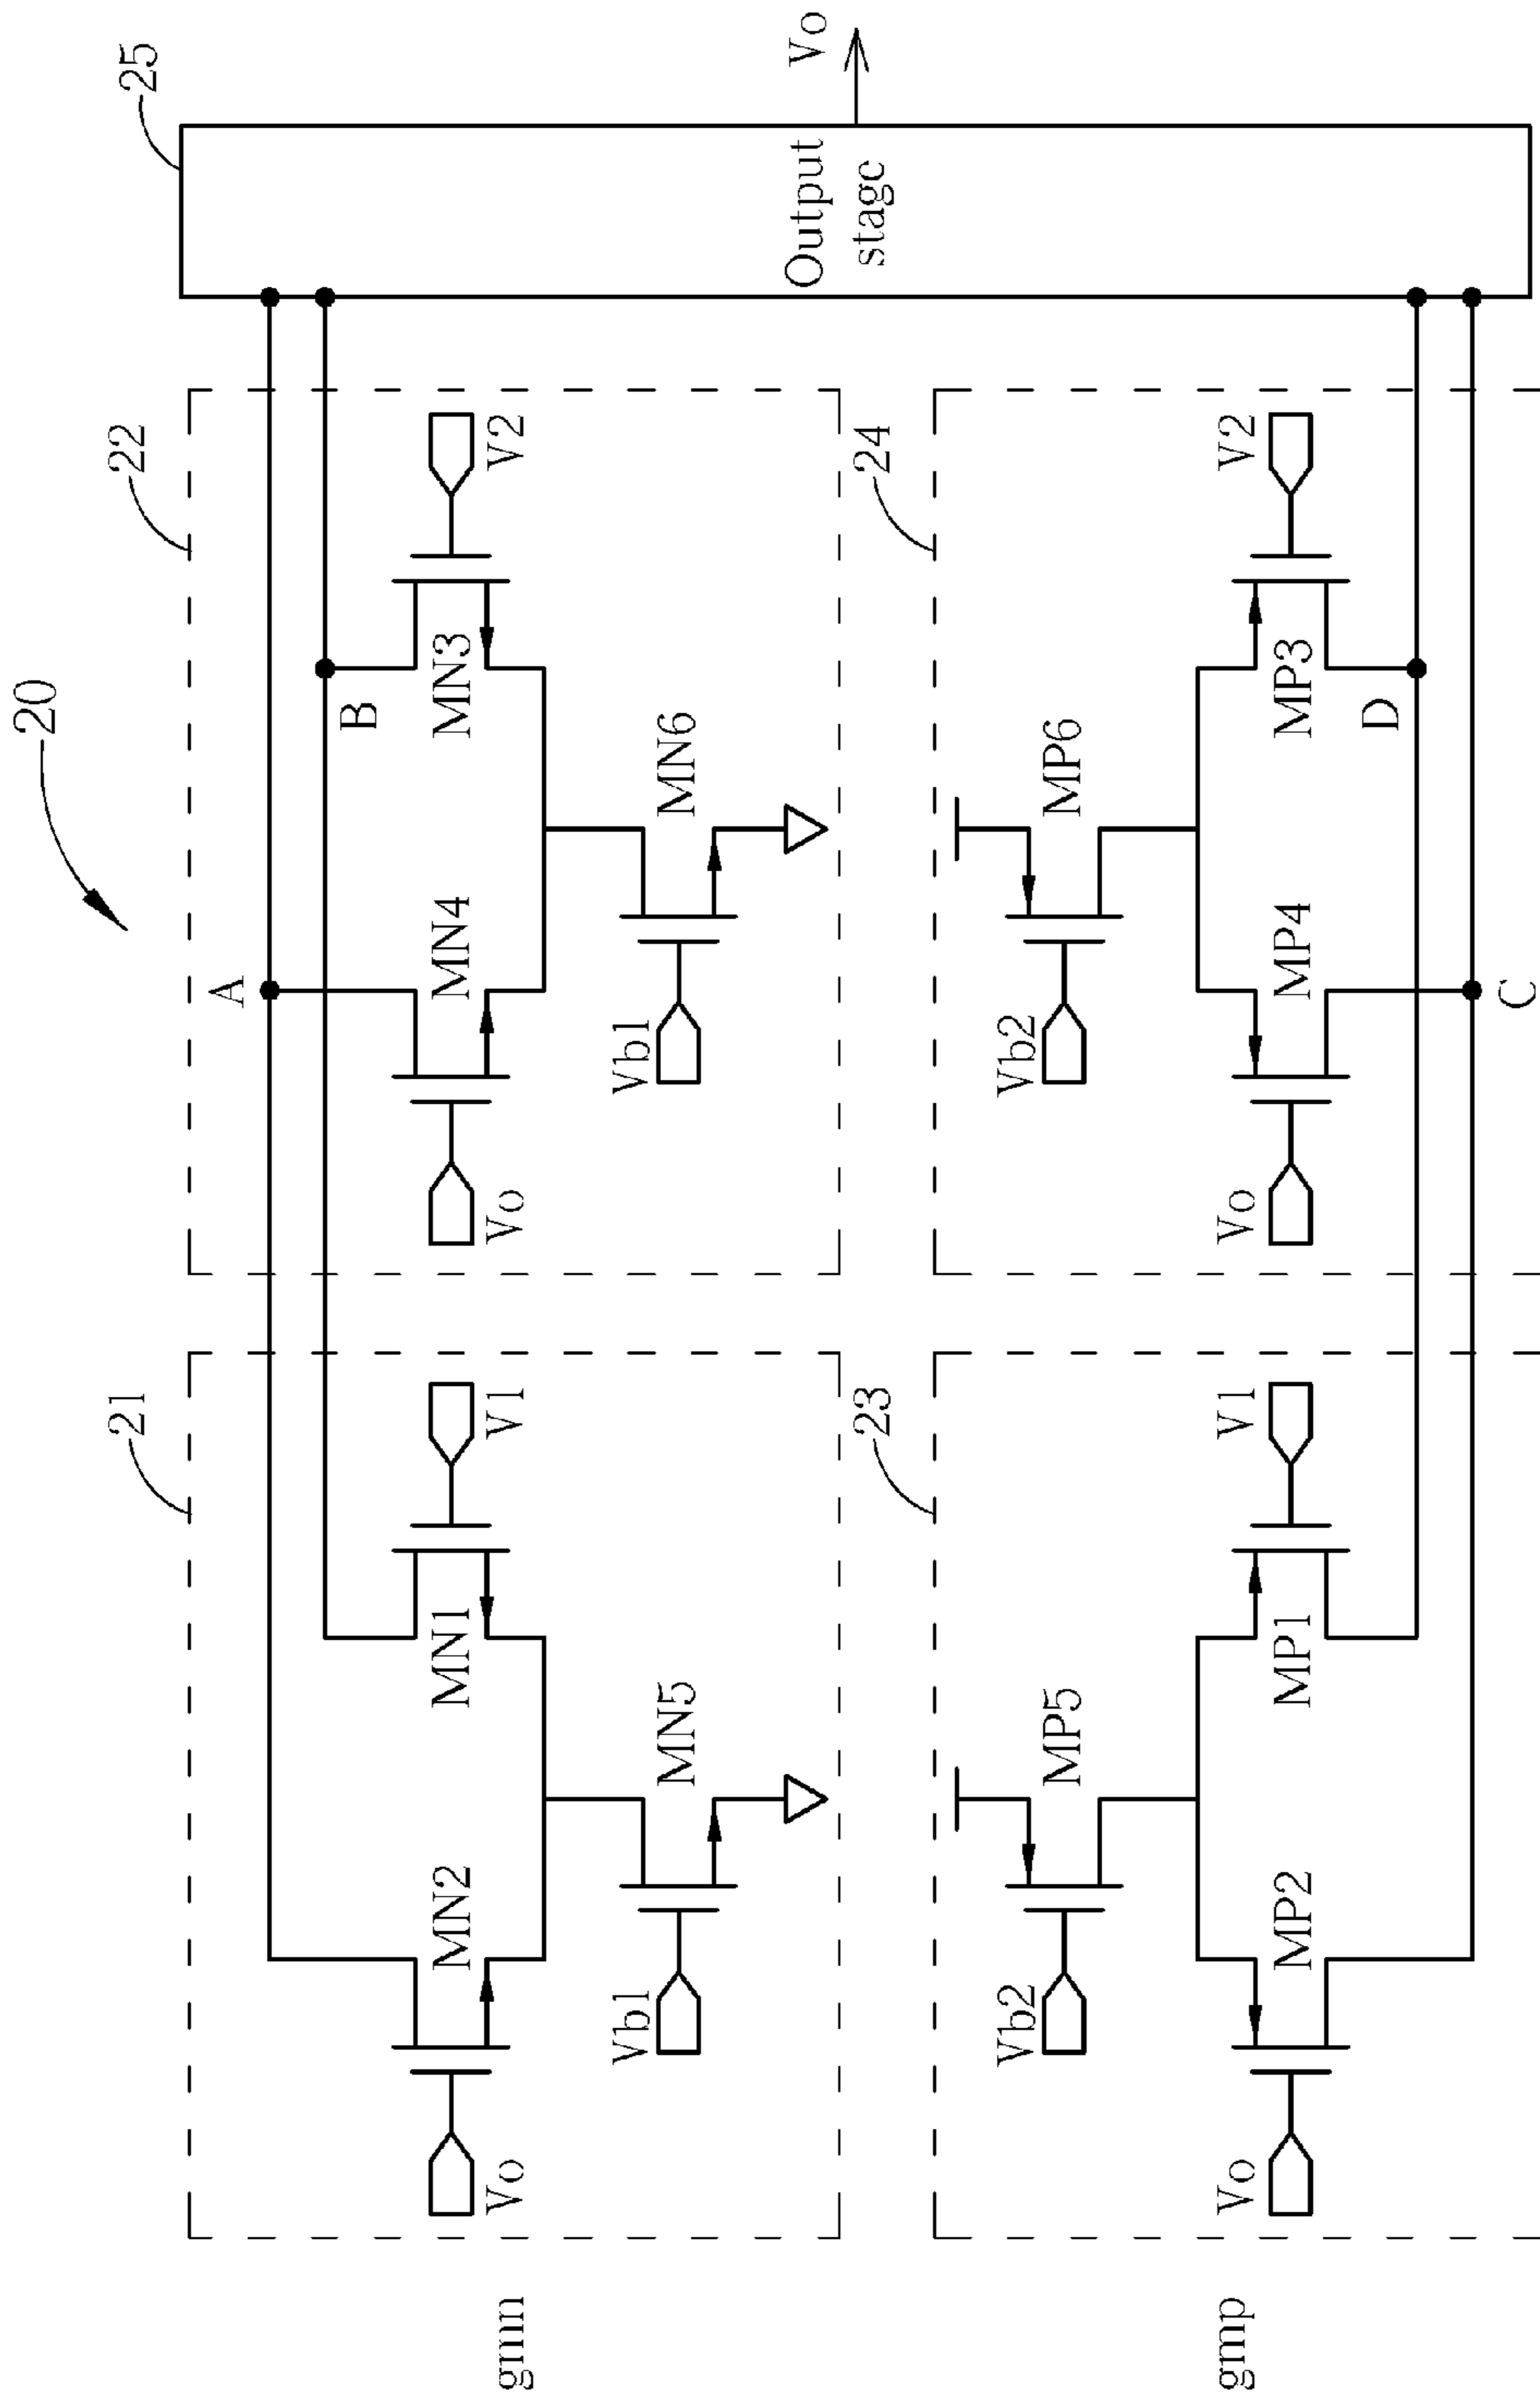 20
21
22
25
A
B
MN2
MN1
MN4
MN3
gmn
Vo
V1
Vo
V2
Vb1
MN5
Vb1
MN6
Output
stage
Vo
23
24
Vb2
MP5
Vb2
MP6
gmp
Vo
V1
Vo
V2
MP2
MP1
MP4
MP3
D
C